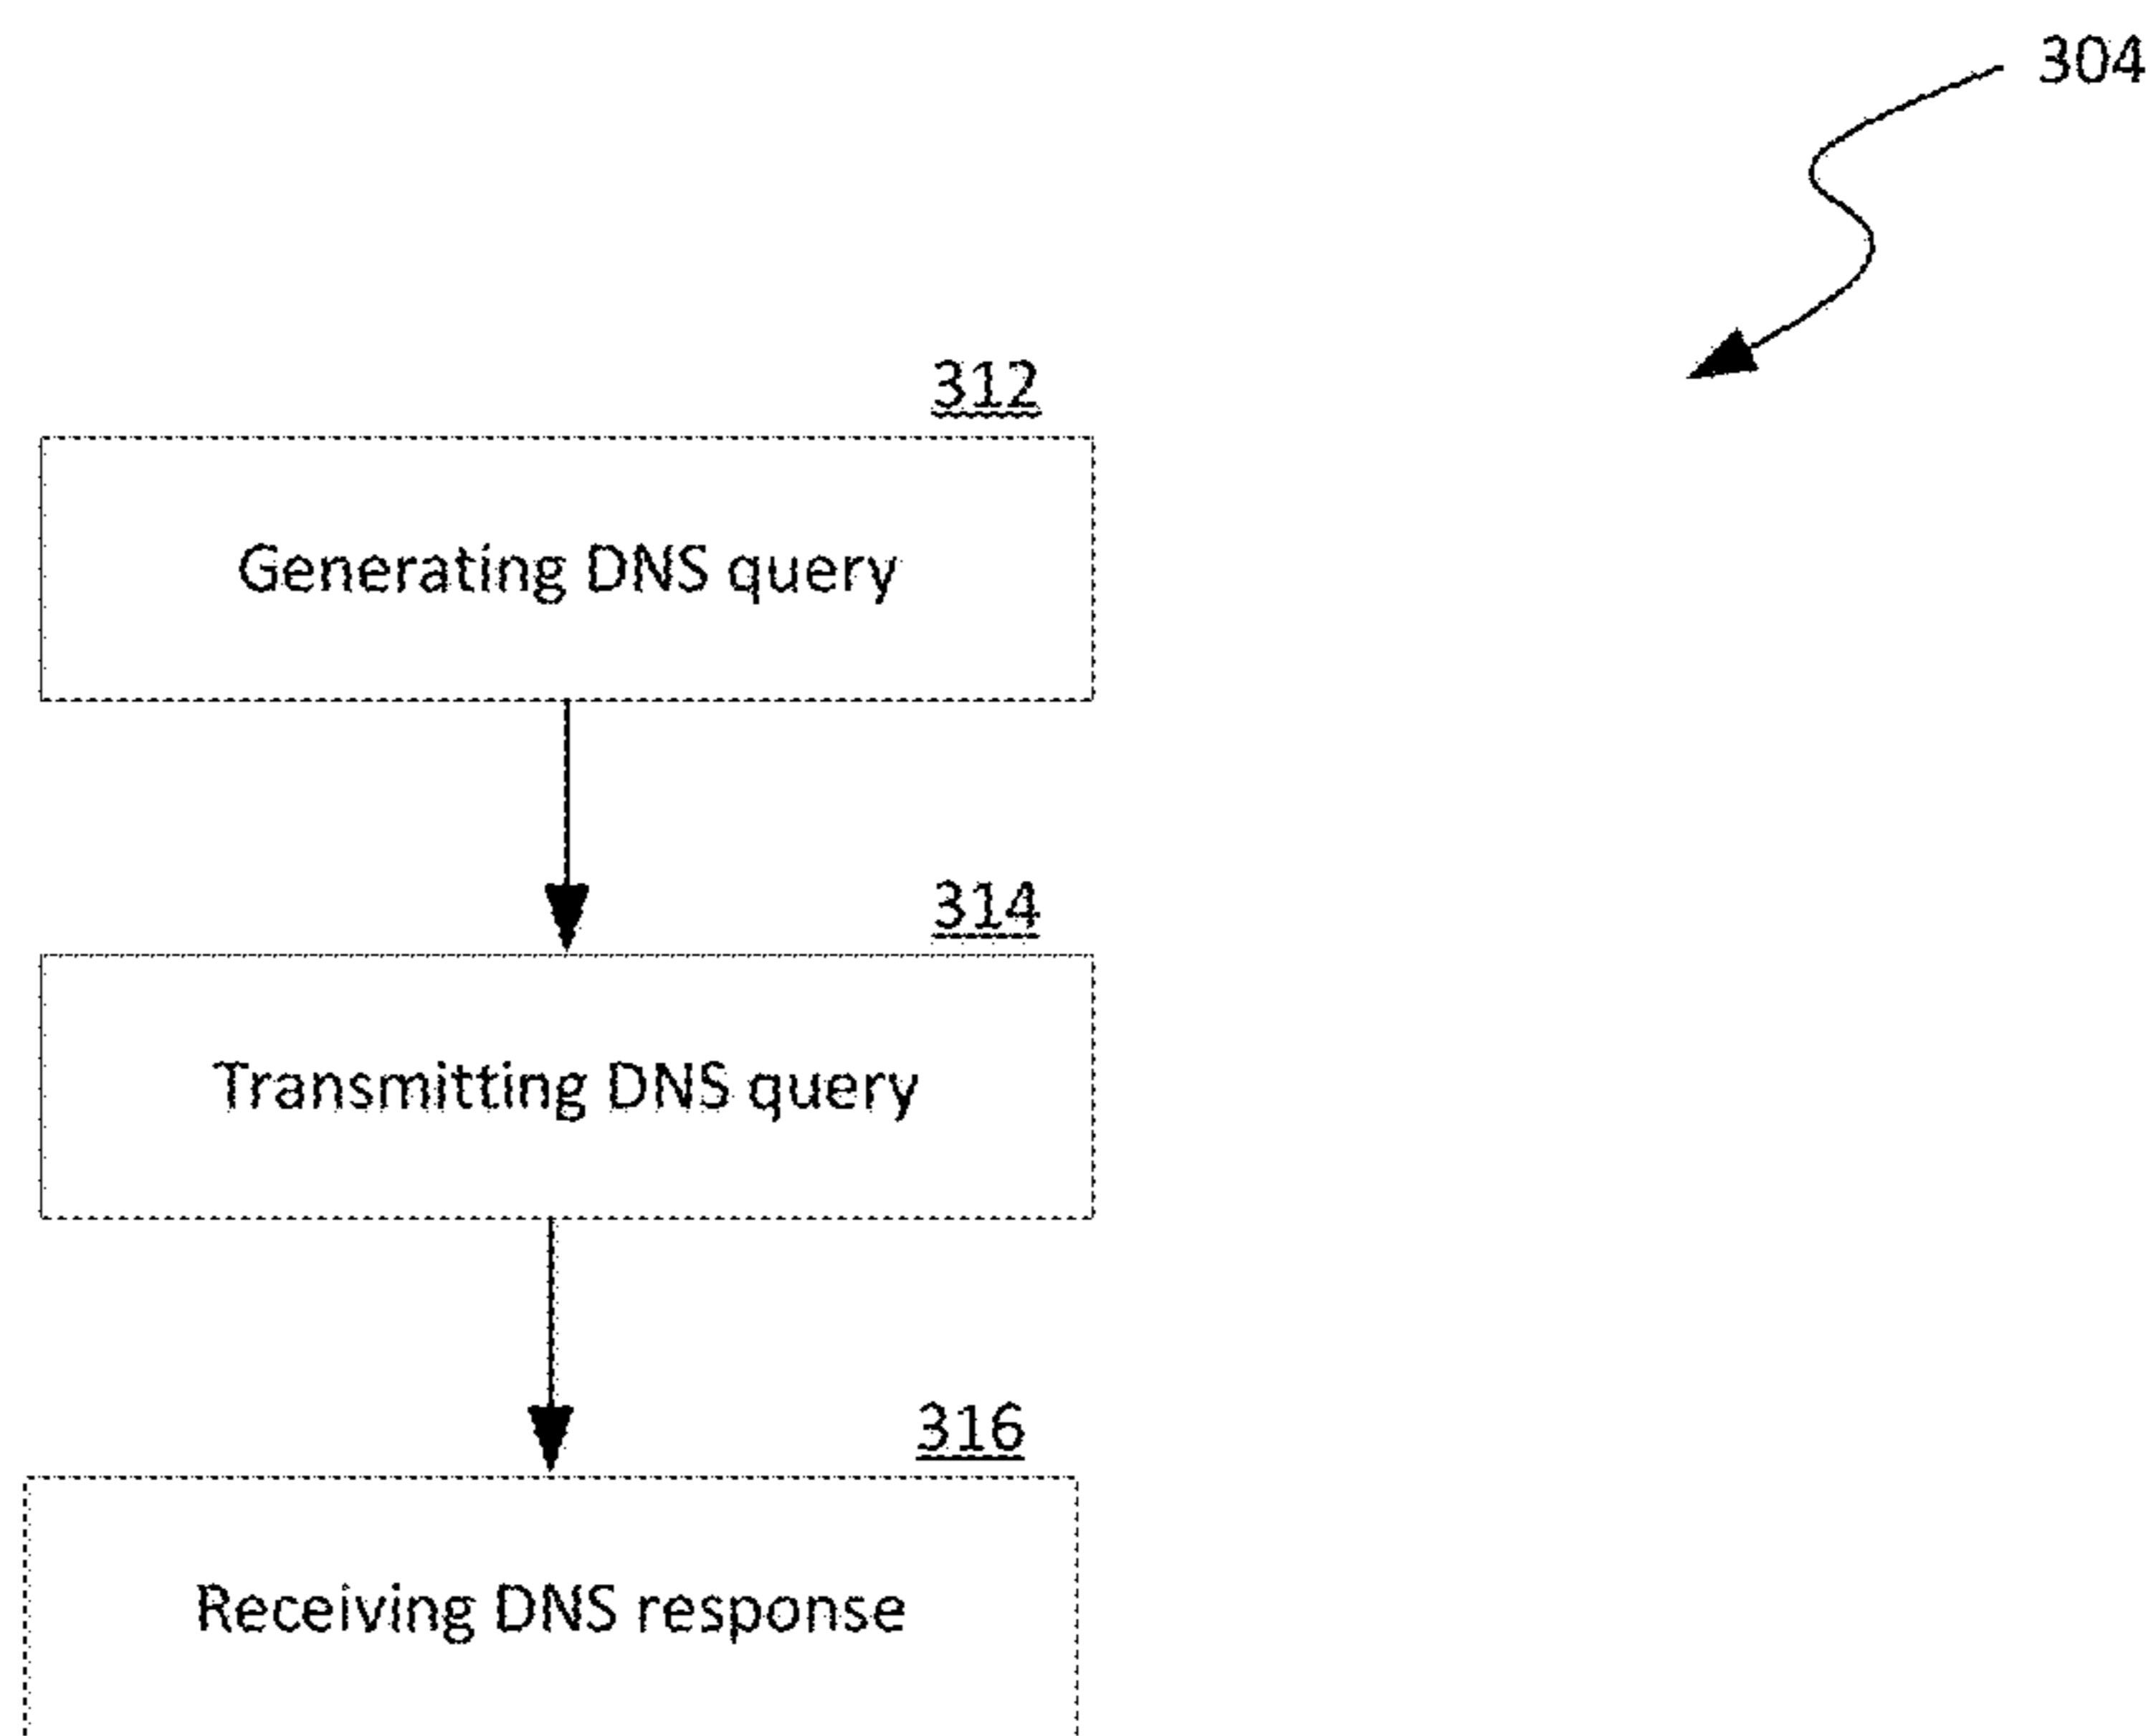 304
312
Generating DNS query
314
Transmitting DNS query
316
Receiving DNS response